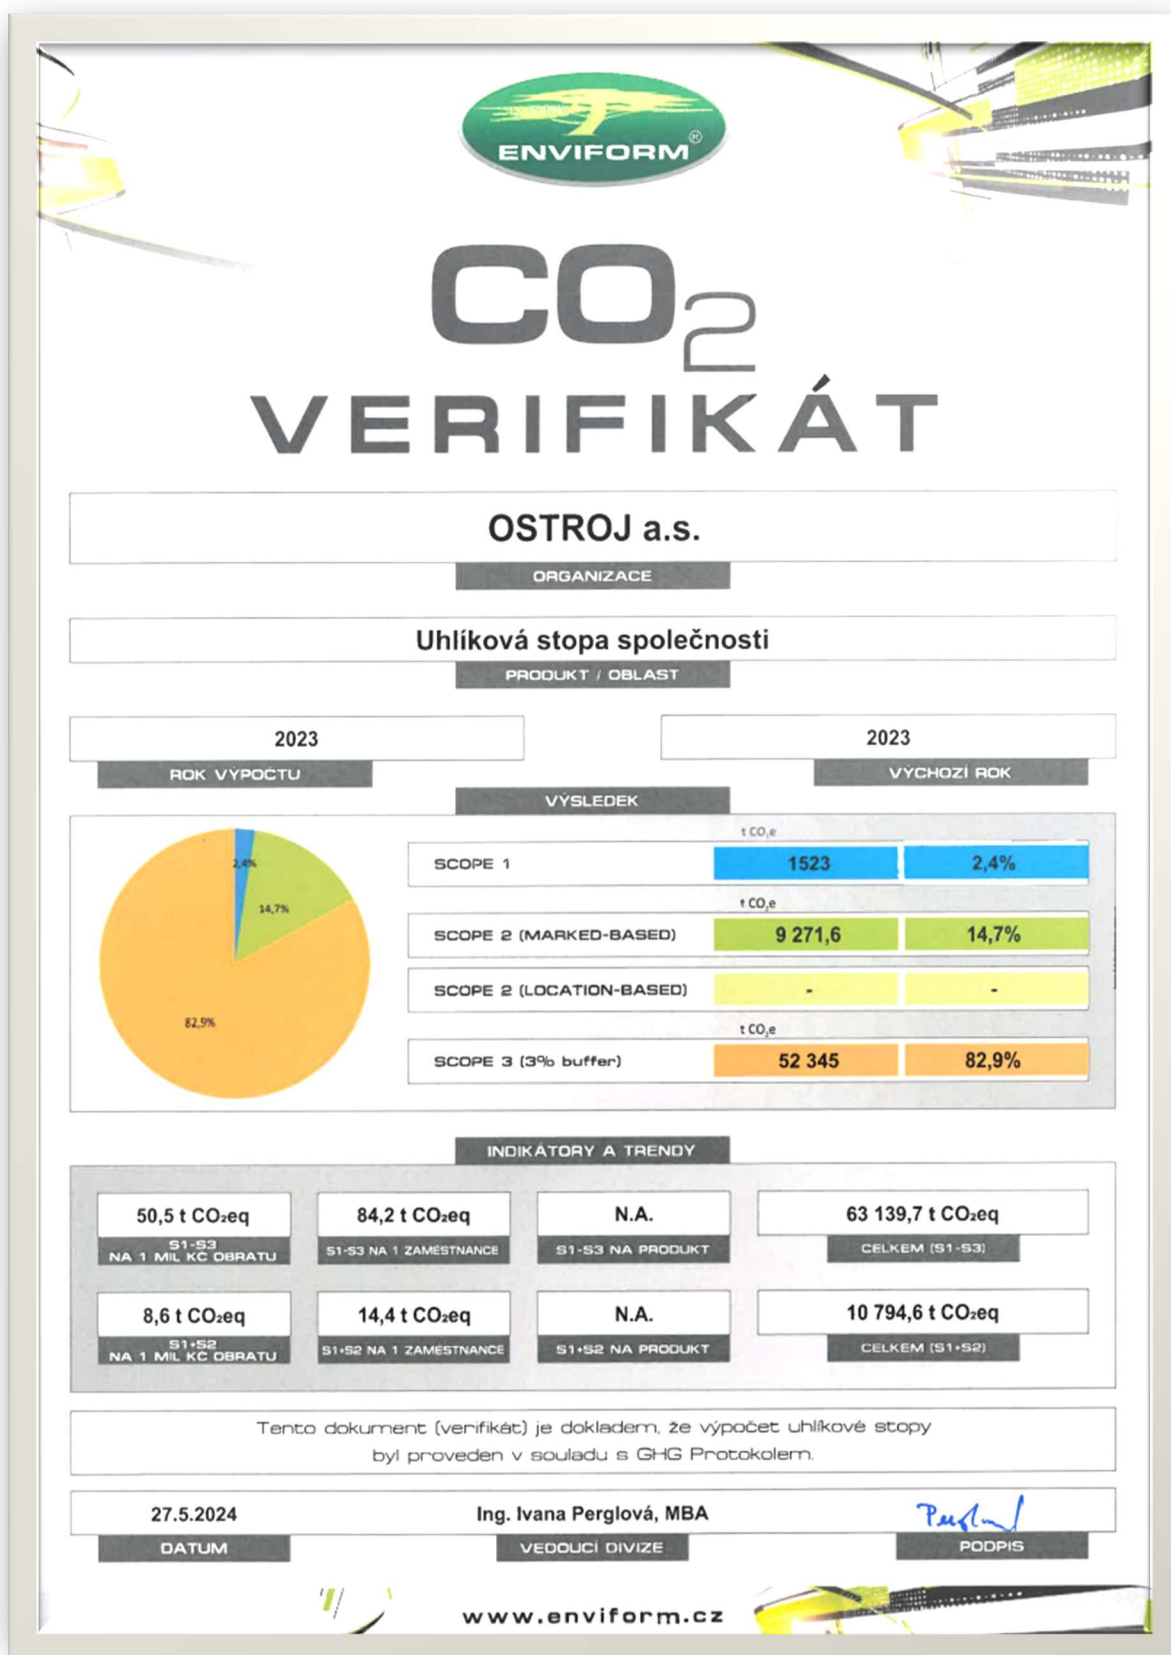 ENVIFORM®
CO2
VERIFIKÁT
OSTROJ a.s.
ORGANIZACE
Uhlíková stopa společnosti
PRODUKT / OBLAST
2023
ROK VÝPOČTU
2023
VÝCHOZÍ ROK
VÝSLEDEK
2,4%
14,7%
82,9%
t CO₂e
SCOPE 1 1523 2,4%
t CO₂e
SCOPE 2 (MARKED-BASED) 9 271,6 14,7%
SCOPE 2 (LOCATION-BASED) - -
t CO₂e
SCOPE 3 (3% buffer) 52 345 82,9%
INDIKÁTORY A TRENDY
50,5 t CO₂eq
S1-S3
NA 1 MIL KČ OBRATU
84,2 t CO₂eq
S1-S3 NA 1 ZAMĚSTNANCE
N.A.
S1-S3 NA PRODUKT
63 139,7 t CO₂eq
CELKEM (S1-S3)
8,6 t CO₂eq
S1+S2
NA 1 MIL KČ OBRATU
14,4 t CO₂eq
S1+S2 NA 1 ZAMĚSTNANCE
N.A.
S1+S2 NA PRODUKT
10 794,6 t CO₂eq
CELKEM (S1+S2)
Tento dokument (verifikát) je dokladem, že výpočet uhlíkové stopy
byl proveden v souladu s GHG Protokolem.
27.5.2024
DATUM
Ing. Ivana Perglová, MBA
VEDOUCÍ DIVIZE
PODPIS
www.enviform.cz